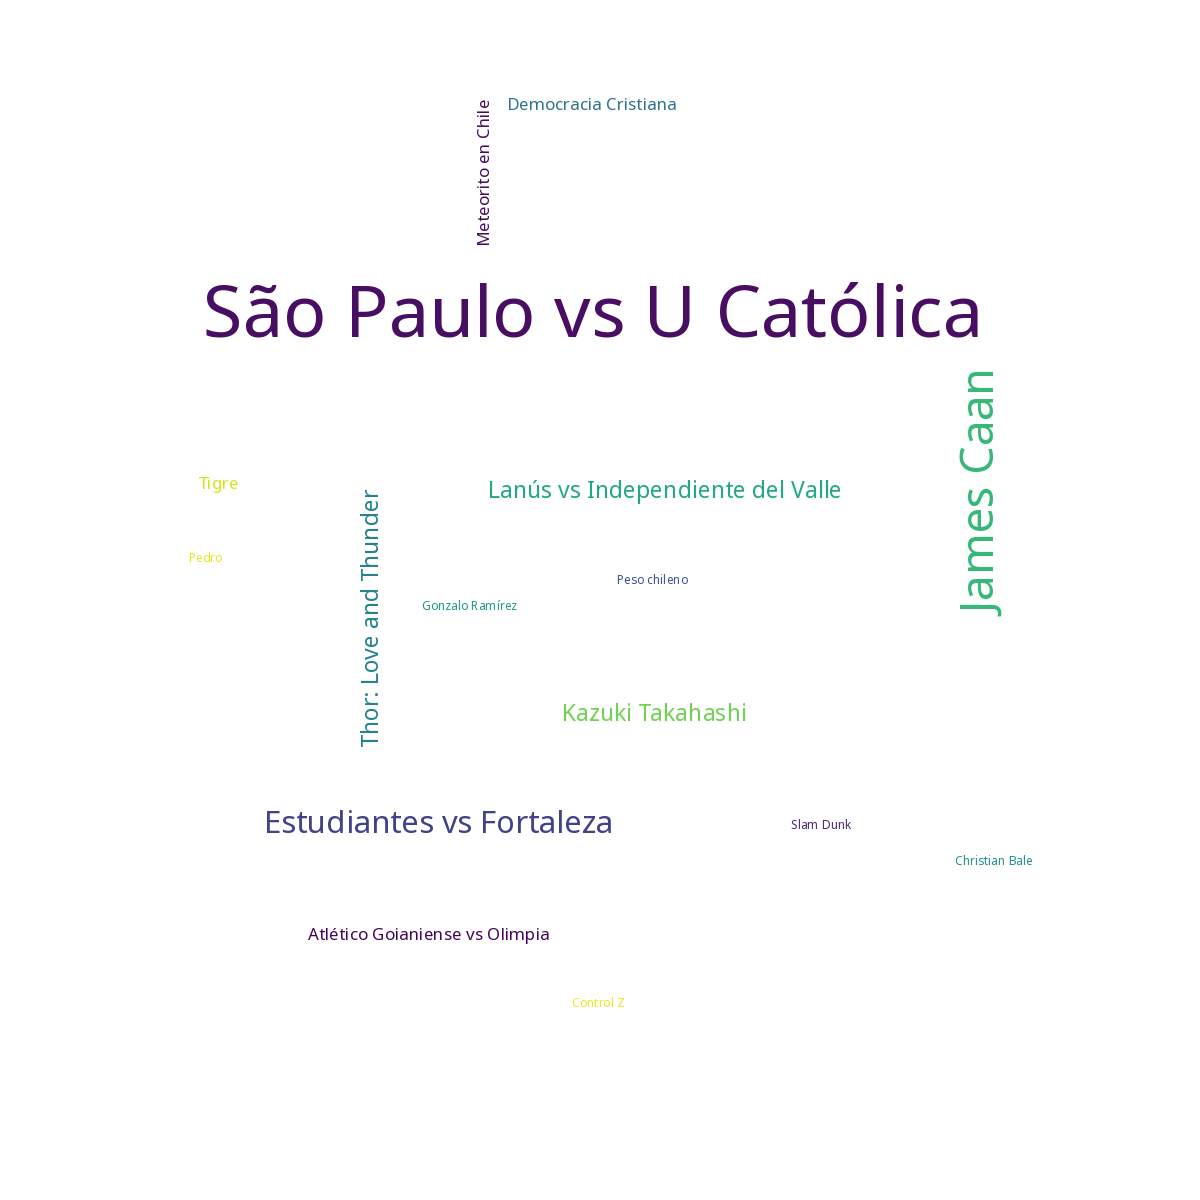 Democracia Cristiana
Meteorito en Chile
São Paulo vs U Católica
James Caan
Tigre
Lanús vs Independiente del Valle
Thor: Love and Thunder
Pedro
Peso chileno
Gonzalo Ramírez
Kazuki Takahashi
Estudiantes vs Fortaleza
Slam Dunk
Christian Bale
Atlético Goianiense vs Olimpia
Control Z